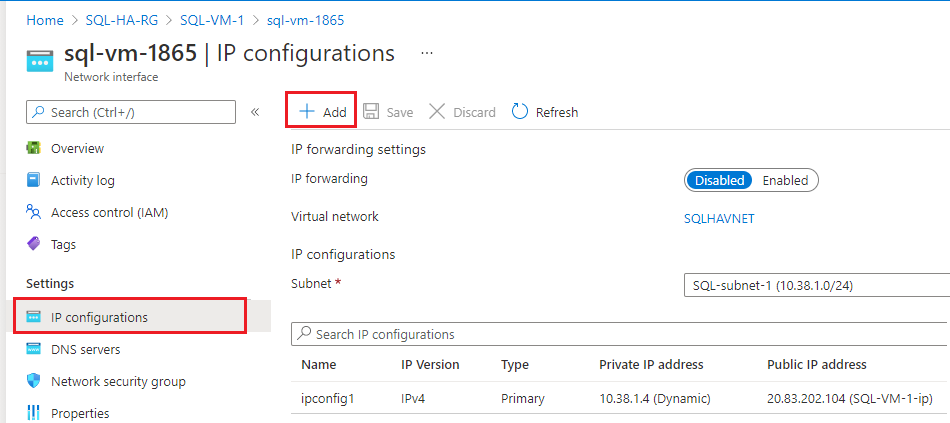 Home > SQL-HA-RG > SQL-VM-1 > sql-vm-1865
sql-vm-1865 | IP configurations ...
Network interface
Search (Ctrl+/) «
+ Add Save Discard Refresh
Overview
Activity log
Access control (IAM)
Tags
Settings
IP configurations
DNS servers
Network security group
Properties
IP forwarding settings
IP forwarding Disabled Enabled
Virtual network SQLHAVNET
IP configurations
Subnet * SQL-subnet-1 (10.38.1.0/24)
Search IP configurations
Name IP Version Type Private IP address Public IP address
ipconfig1 IPv4 Primary 10.38.1.4 (Dynamic) 20.83.202.104 (SQL-VM-1-ip)